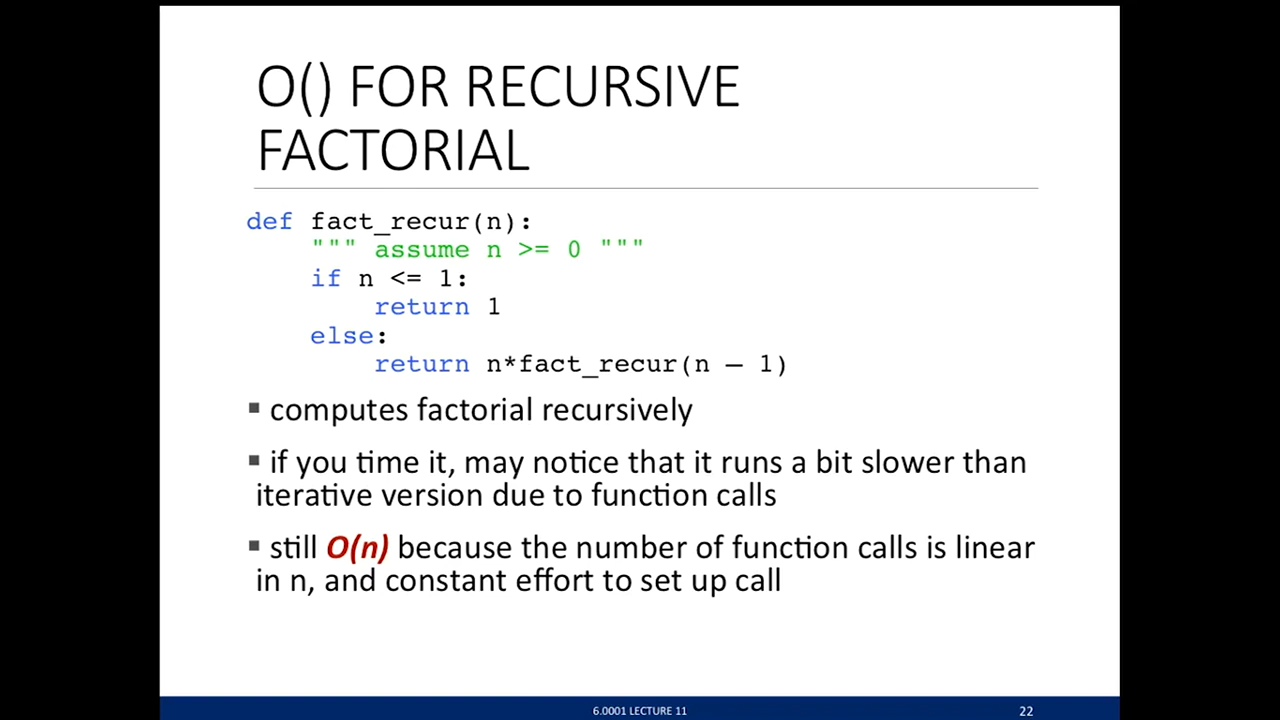 O() FOR RECURSIVE
FACTORIAL
def fact_recur(n):
""" assume n >= 0 """
if n <= 1:
return 1
else:
return n*fact_recur(n – 1)
▪ computes factorial recursively
▪ if you time it, may notice that it runs a bit slower than
iterative version due to function calls
▪ still O(n) because the number of function calls is linear
in n, and constant effort to set up call
6.0001 LECTURE 11
22